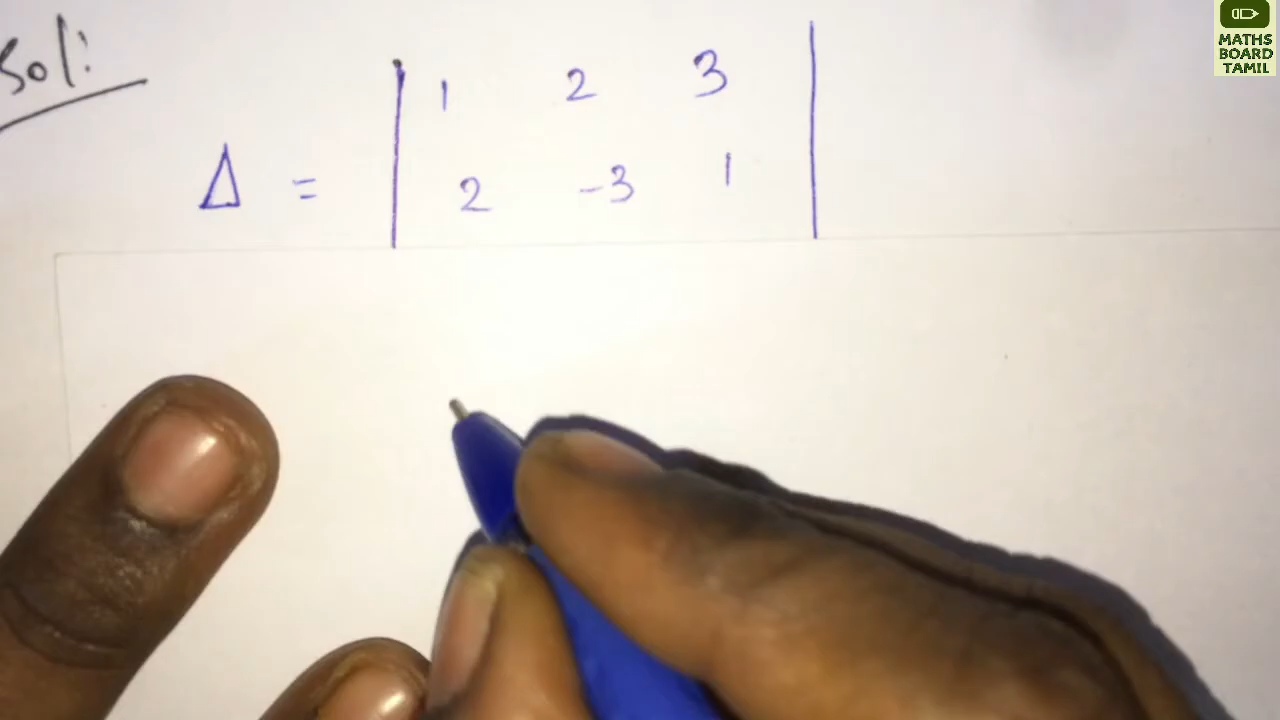 Sol:
1 2 3
Δ = 2 -3 1
MATHS
BOARD
TAMIL